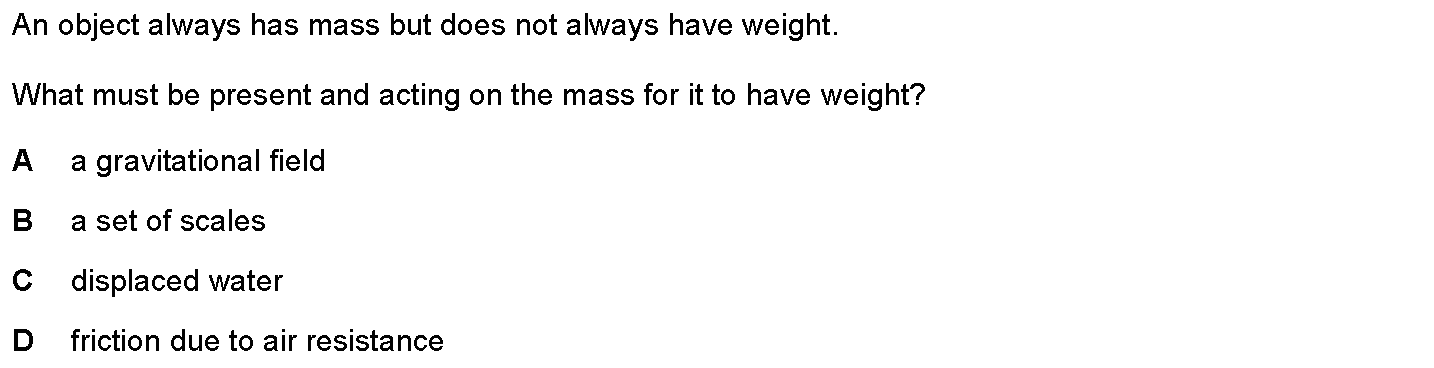 An object always has mass but does not always have weight.
What must be present and acting on the mass for it to have weight?
A a gravitational field
B a set of scales
C displaced water
D friction due to air resistance